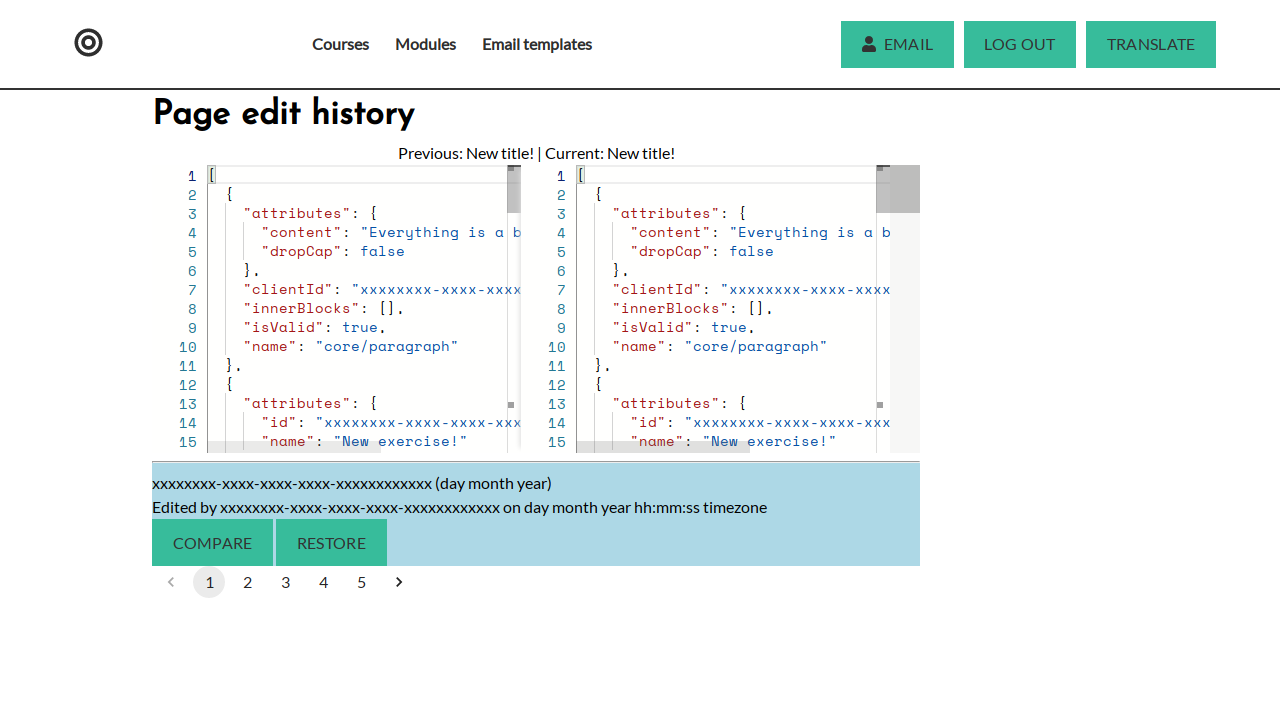 Courses Modules Email templates EMAIL LOG OUT TRANSLATE
Page edit history
Previous: New title! | Current: New title!
1 [ 1 [
2 { 2 {
3 "attributes": { 3 "attributes": {
4 "content": "Everything is a b 4 "content": "Everything is a b
5 "dropCap": false 5 "dropCap": false
6 }, 6 },
7 "clientId": "xxxxxxxx-xxxx-xxxx 7 "clientId": "xxxxxxxx-xxxx-xxxx
8 "innerBlocks": [], 8 "innerBlocks": [],
9 "isValid": true, 9 "isValid": true,
10 "name": "core/paragraph" 10 "name": "core/paragraph"
11 }, 11 },
12 { 12 {
13 "attributes": { 13 "attributes": {
14 "id": "xxxxxxxx-xxxx-xxxx-xxx 14 "id": "xxxxxxxx-xxxx-xxxx-xxx
15 "name": "New exercise!" 15 "name": "New exercise!"
xxxxxxxx-xxxx-xxxx-xxxx-xxxxxxxxxxxx (day month year)
Edited by xxxxxxxx-xxxx-xxxx-xxxx-xxxxxxxxxxxx on day month year hh:mm:ss timezone
COMPARE RESTORE
1 2 3 4 5